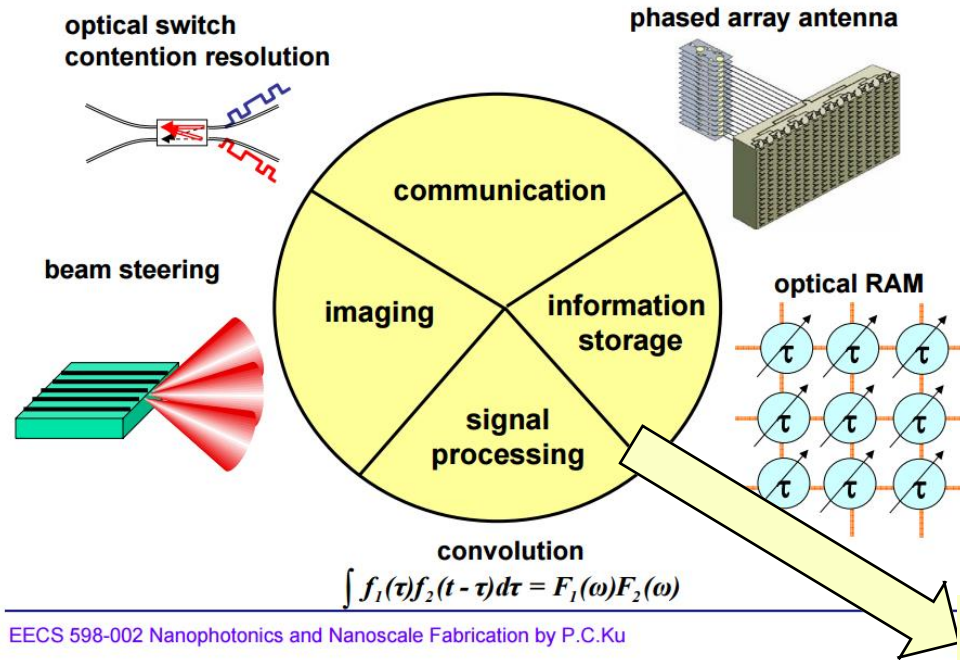 optical switch
contention resolution
phased array antenna
communication
beam steering
imaging
information
storage
optical RAM
τ τ τ
τ τ τ
τ τ τ
signal
processing
convolution
∫ f₁(τ)f₂(t - τ)dτ = F₁(ω)F₂(ω)
EECS 598-002 Nanophotonics and Nanoscale Fabrication by P.C.Ku